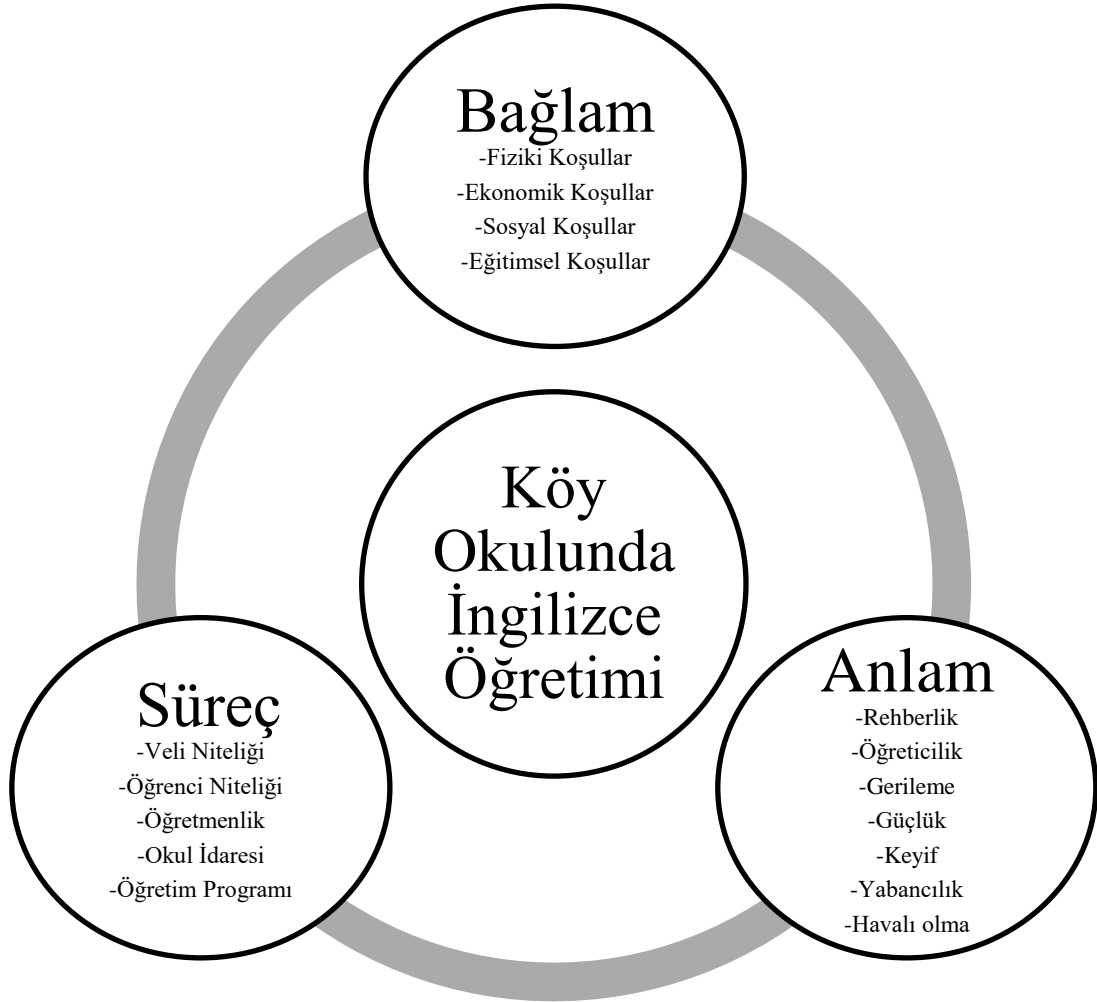 Bağlam
-Fiziki Koşullar
-Ekonomik Koşullar
-Sosyal Koşullar
-Eğitimsel Koşullar
Köy
Okulunda
İngilizce
Öğretimi
Süreç
-Veli Niteliği
-Öğrenci Niteliği
-Öğretmenlik
-Okul İdaresi
-Öğretim Programı
Anlam
-Rehberlik
-Öğreticilik
-Gerileme
-Güçlük
-Keyif
-Yabancılık
-Havalı olma